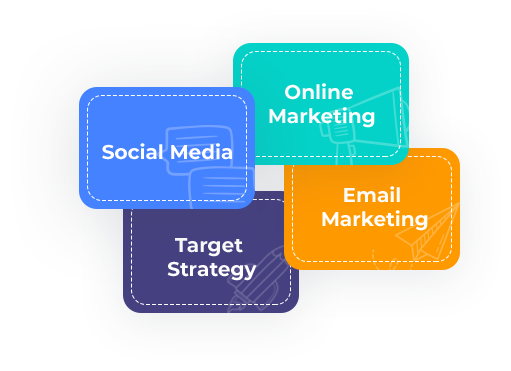 Online
Marketing
Social Media
Email
Marketing
Target
Strategy